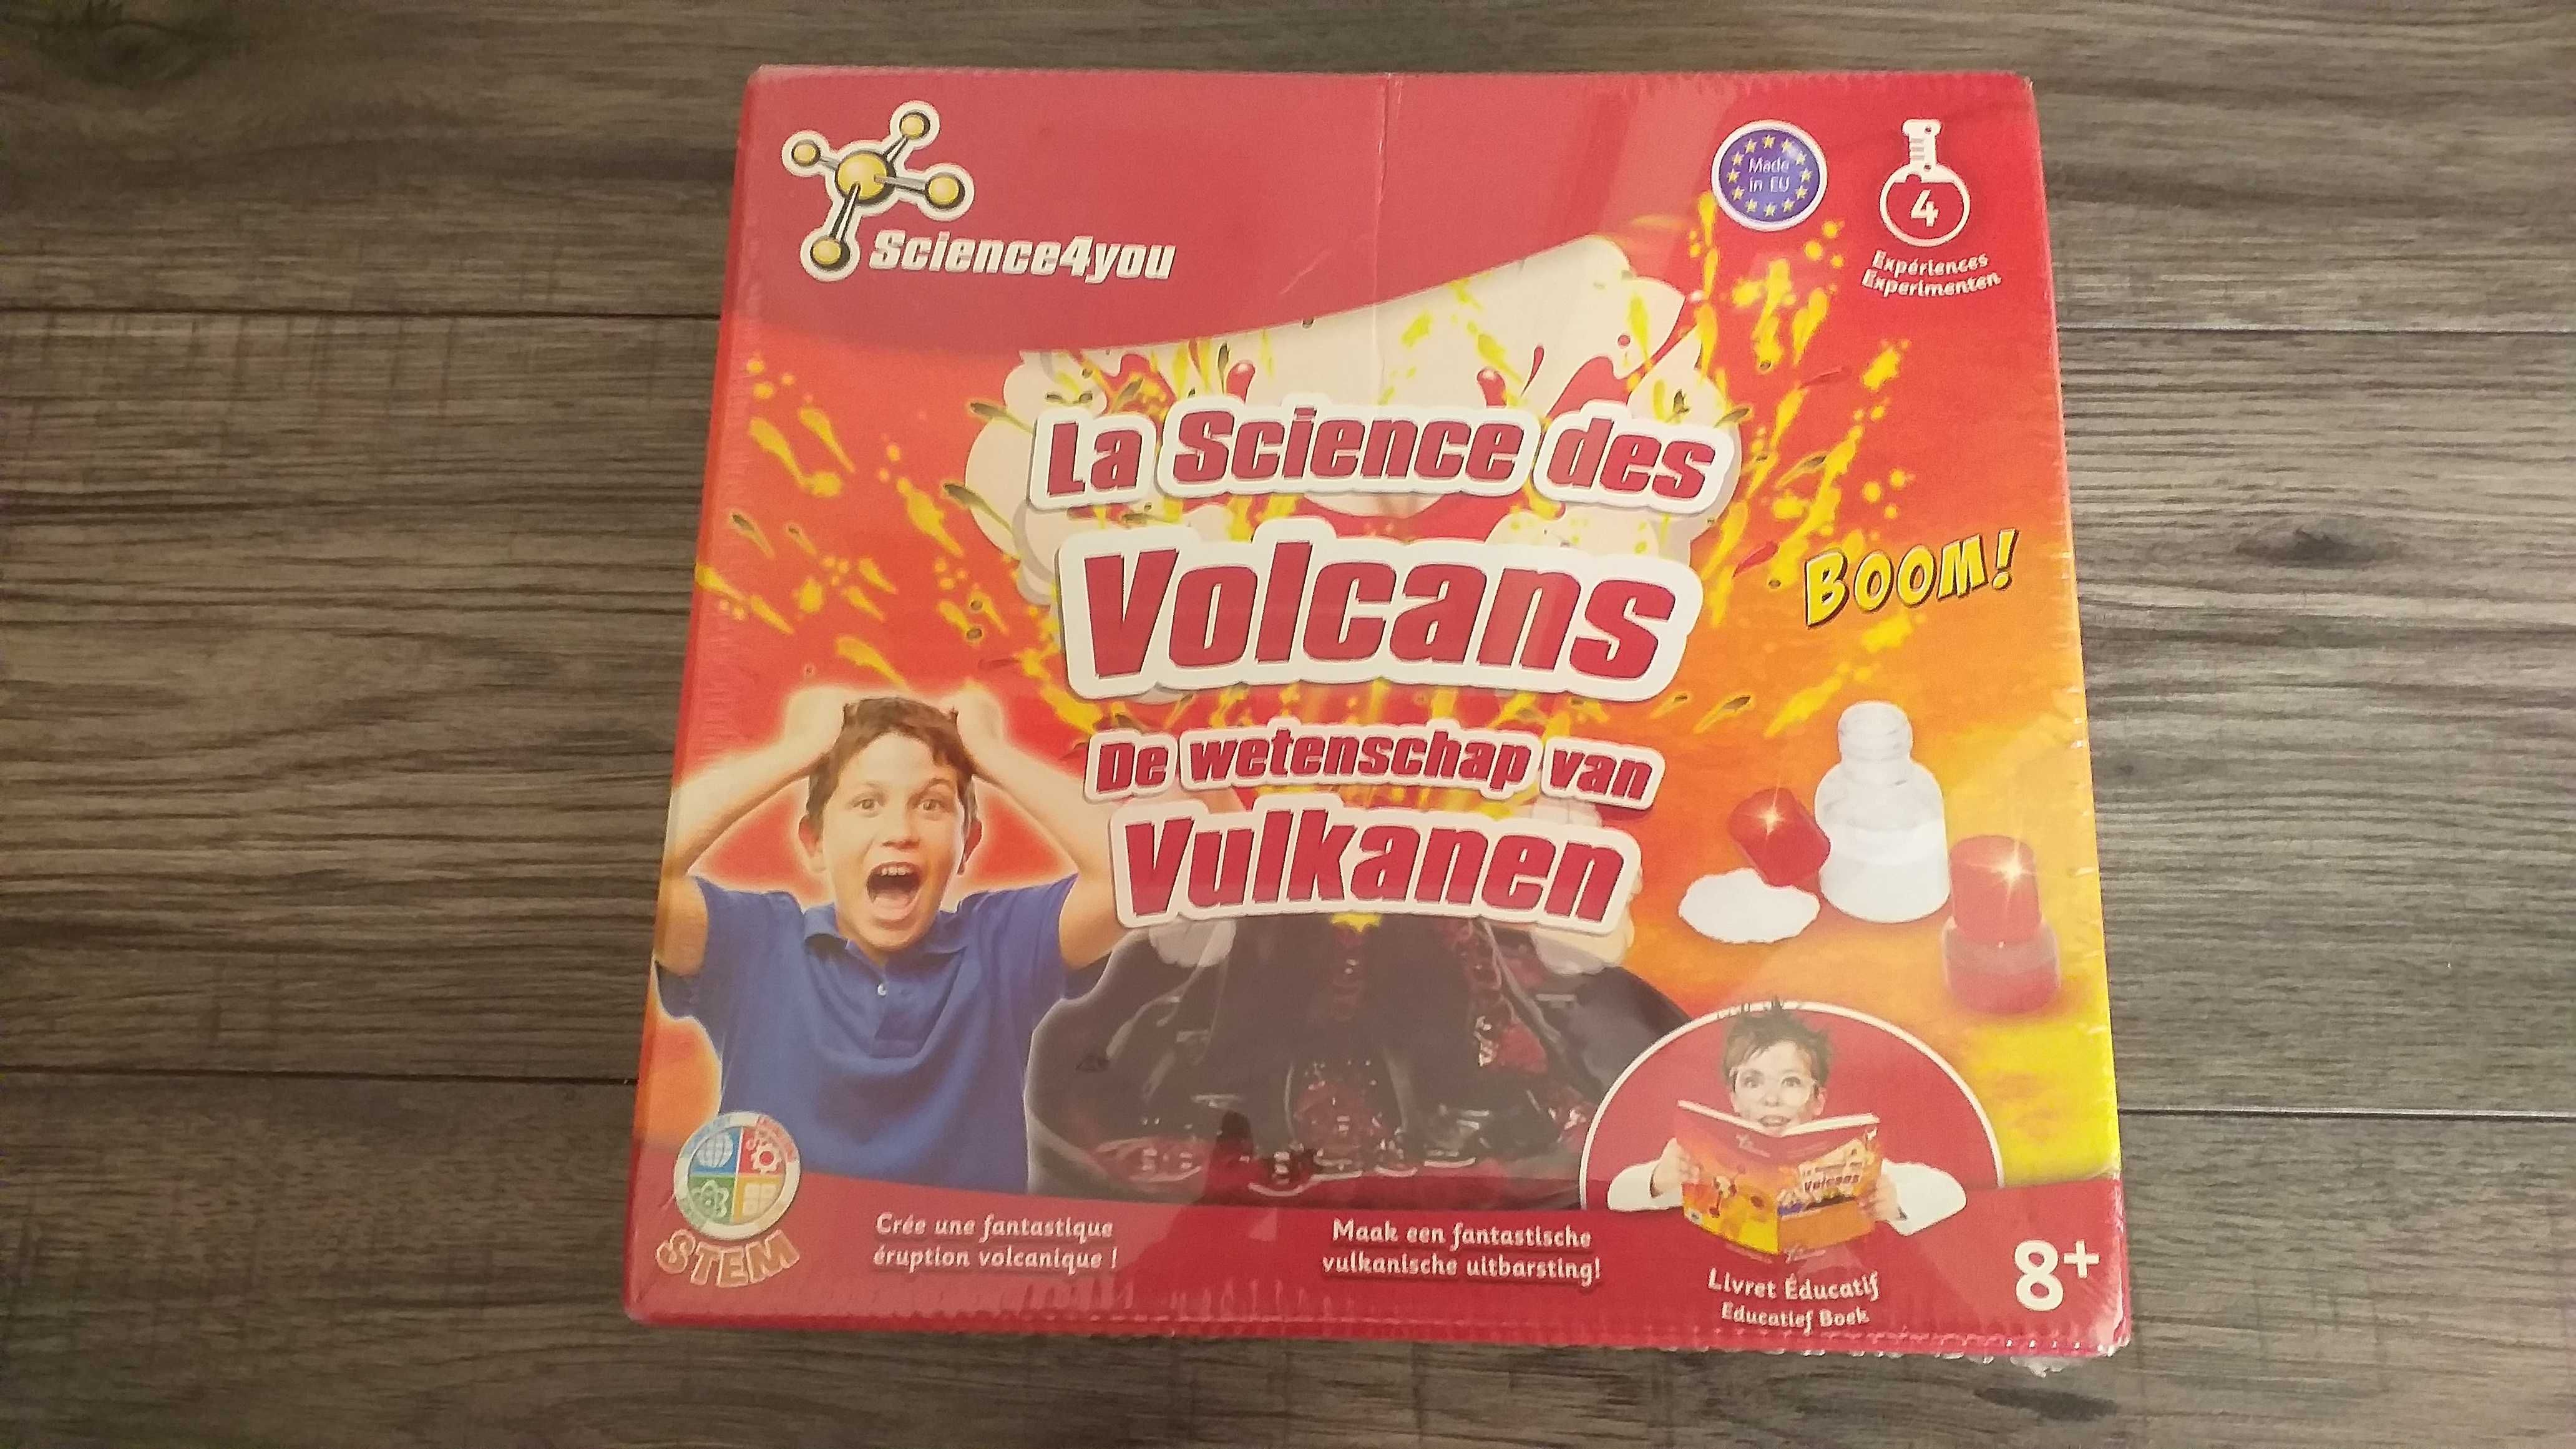 Science4you
Made
in EU
4
Expériences
Experimenten
La Science des
Volcans
BOOM!
De wetenschap van
Vulkanen
STEM
Crée une fantastique
éruption volcanique !
Maak een fantastische
vulkanische uitbarsting!
Volcans
Livret Éducatif
Educatief Boek
8+